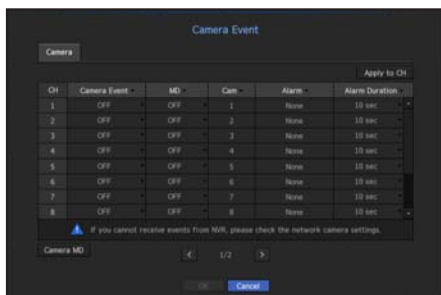 Camera Event
Camera
Apply to CH
CH Camera Event MD Cam Alarm Alarm Duration
1 OFF OFF 1 None 10 sec
2 OFF OFF 2 None 10 sec
3 OFF OFF 3 None 10 sec
4 OFF OFF 4 None 10 sec
5 OFF OFF 5 None 10 sec
6 OFF OFF 6 None 10 sec
7 OFF OFF 7 None 10 sec
8 OFF OFF 8 None 10 sec
If you cannot receive events from NVR, please check the network camera settings.
Camera MD
< 1/2 >
OK Cancel